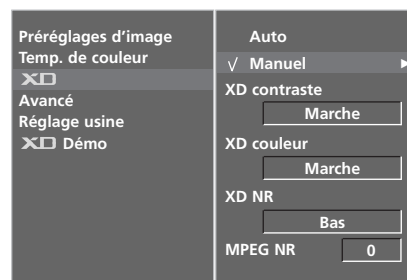 Préréglages d'image
Temp. de couleur
XD
Avancé
Réglage usine
XD Démo
Auto
√ Manuel
XD contraste
Marche
XD couleur
Marche
XD NR
Bas
MPEG NR 0